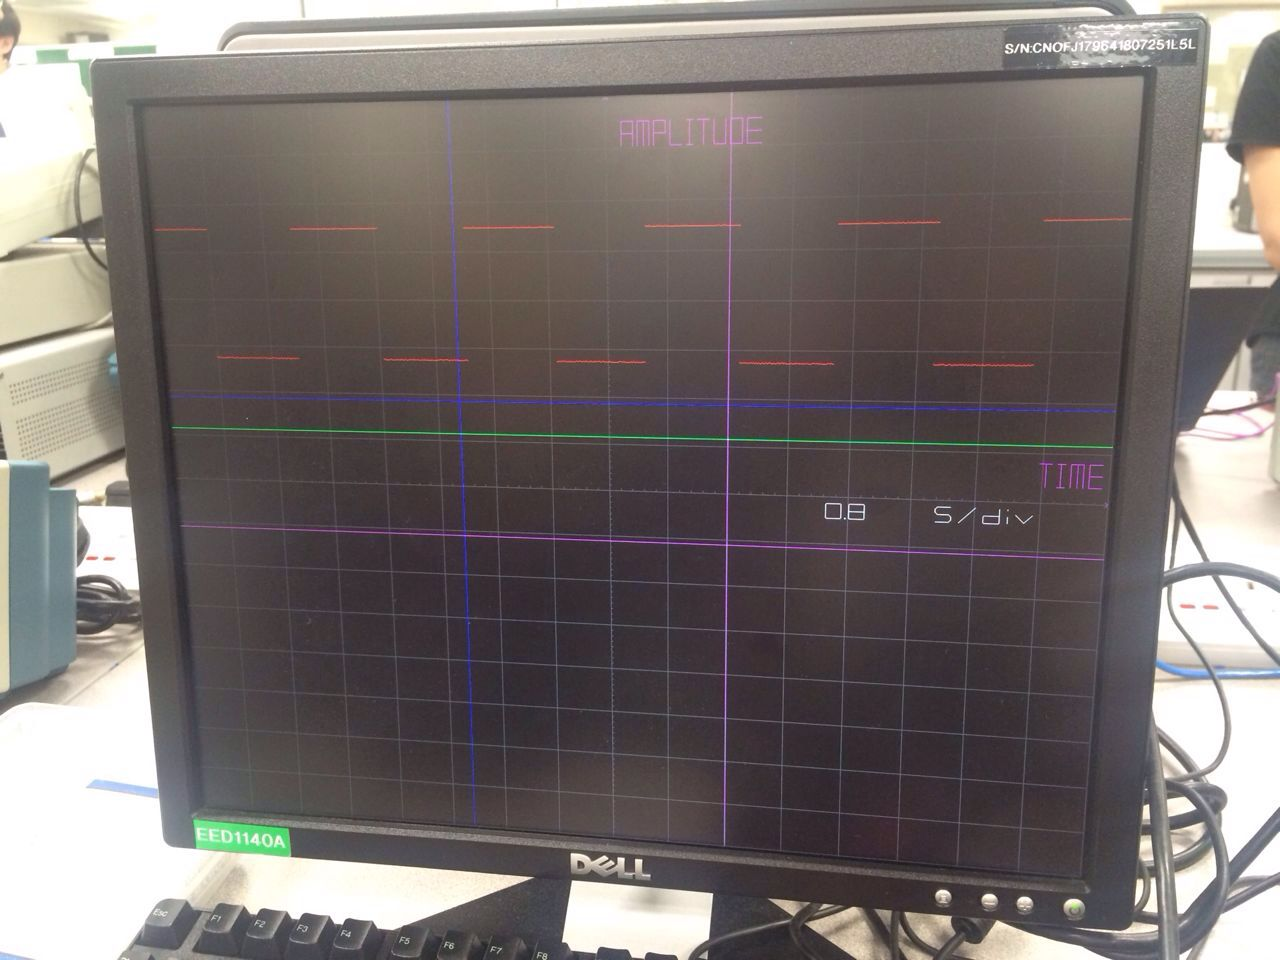 S/N:CNOFJ179641807251L5L
AMPLITUDE
TIME
0.8 S/div
EED1140A
DELL
Esc F1 F2 F3 F4 F5 F6 F7 F8